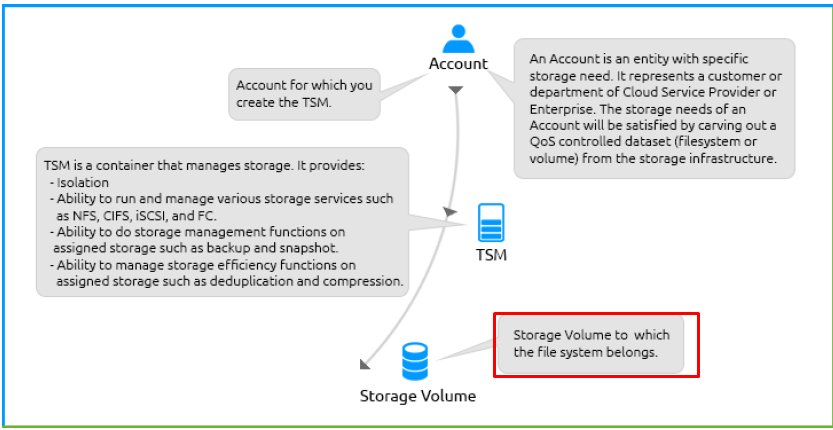 Account
Account for which you
create the TSM.
An Account is an entity with specific
storage need. It represents a customer or
department of Cloud Service Provider or
Enterprise. The storage needs of an
Account will be satisfied by carving out a
QoS controlled dataset (filesystem or
volume) from the storage infrastructure.
TSM is a container that manages storage. It provides:
- Isolation
- Ability to run and manage various storage services such
as NFS, CIFS, iSCSI, and FC.
- Ability to do storage management functions on
assigned storage such as backup and snapshot.
- Ability to manage storage efficiency functions on
assigned storage such as deduplication and compression.
TSM
Storage Volume to which
the file system belongs.
Storage Volume